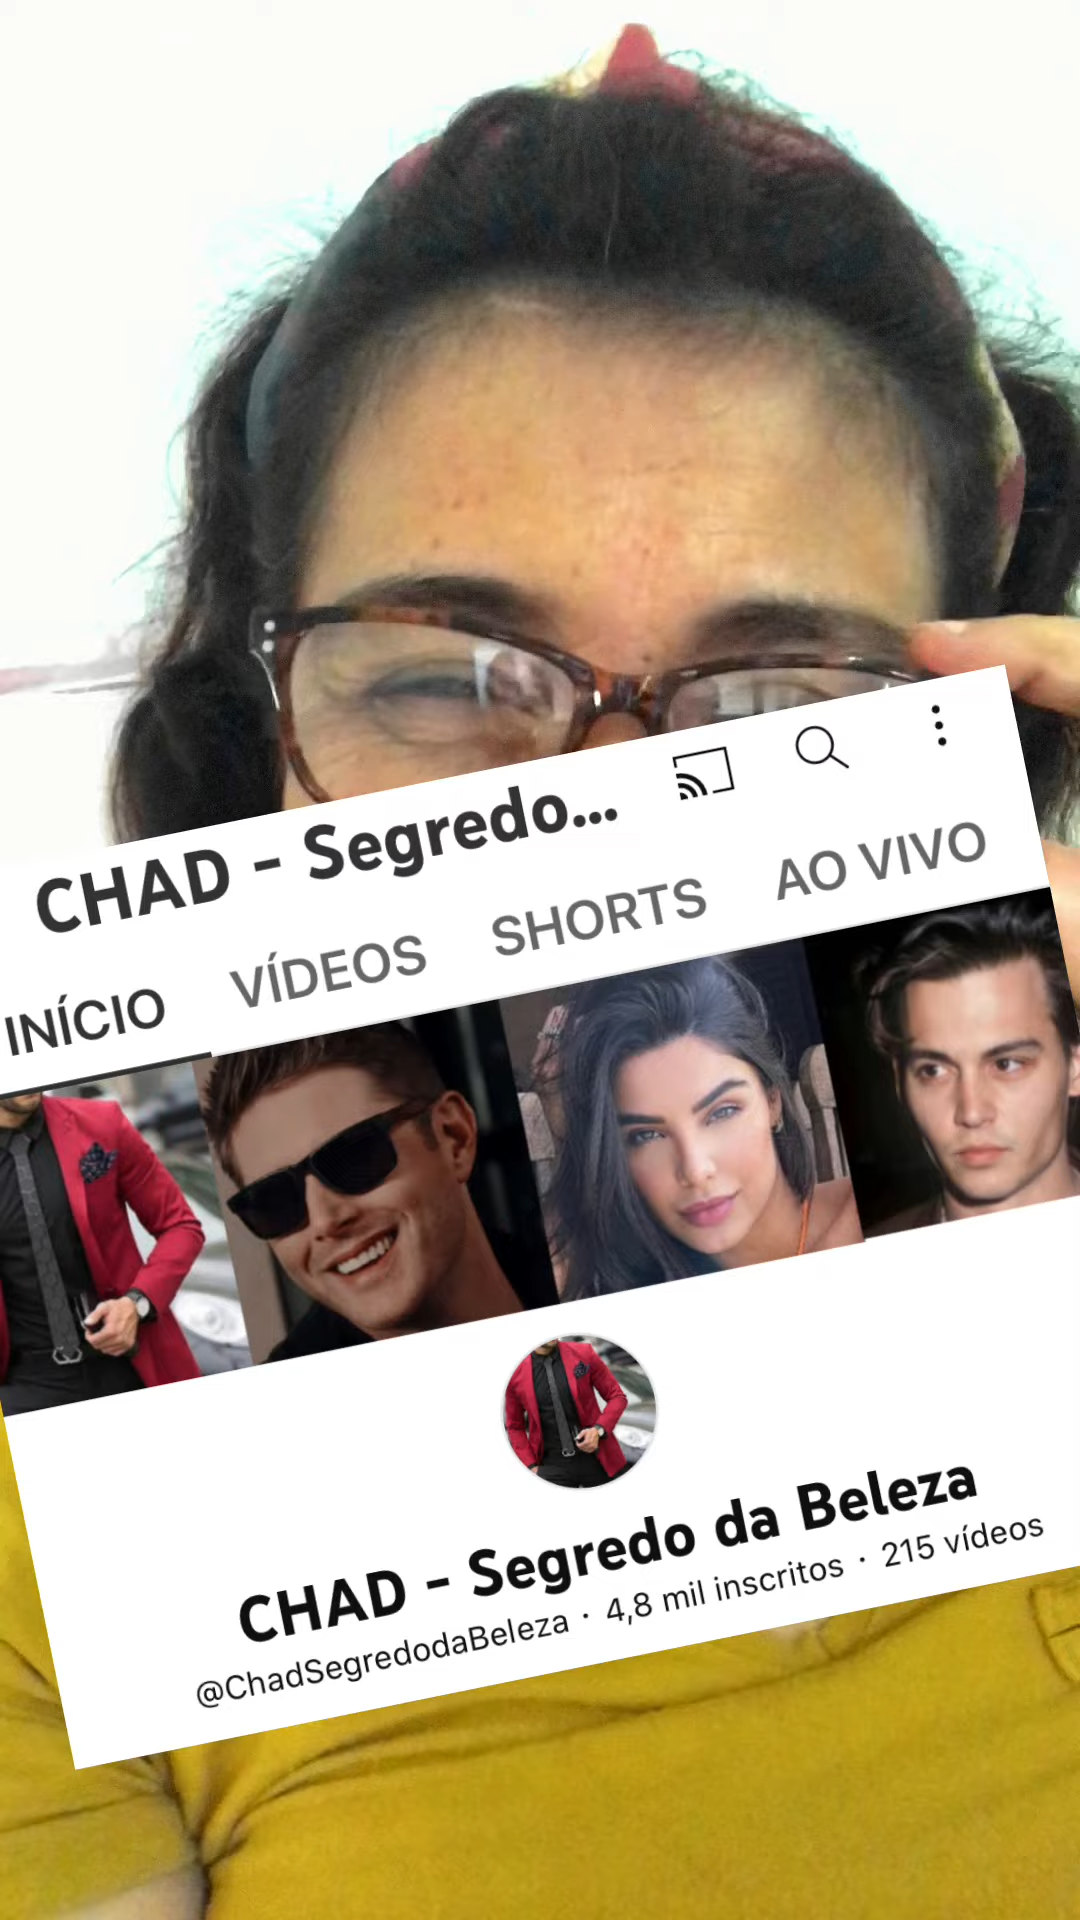 CHAD - Segredo...
INÍCIO VÍDEOS SHORTS AO VIVO
CHAD - Segredo da Beleza
@ChadSegredodaBeleza · 4,8 mil inscritos · 215 vídeos